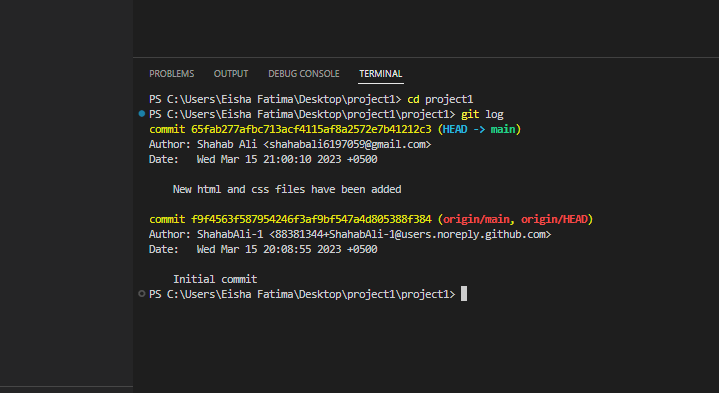 PROBLEMS OUTPUT DEBUG CONSOLE TERMINAL
PS C:\Users\Eisha Fatima\Desktop\project1> cd project1
PS C:\Users\Eisha Fatima\Desktop\project1\project1> git log
commit 65fab277afbc713acf4115af8a2572e7b41212c3 (HEAD -> main)
Author: Shahab Ali <shahabali6197059@gmail.com>
Date:   Wed Mar 15 21:00:10 2023 +0500
New html and css files have been added
commit f9f4563f587954246f3af9bf547a4d805388f384 (origin/main, origin/HEAD)
Author: ShahabAli-1 <88381344+ShahabAli-1@users.noreply.github.com>
Date:   Wed Mar 15 20:08:55 2023 +0500
Initial commit
PS C:\Users\Eisha Fatima\Desktop\project1\project1>